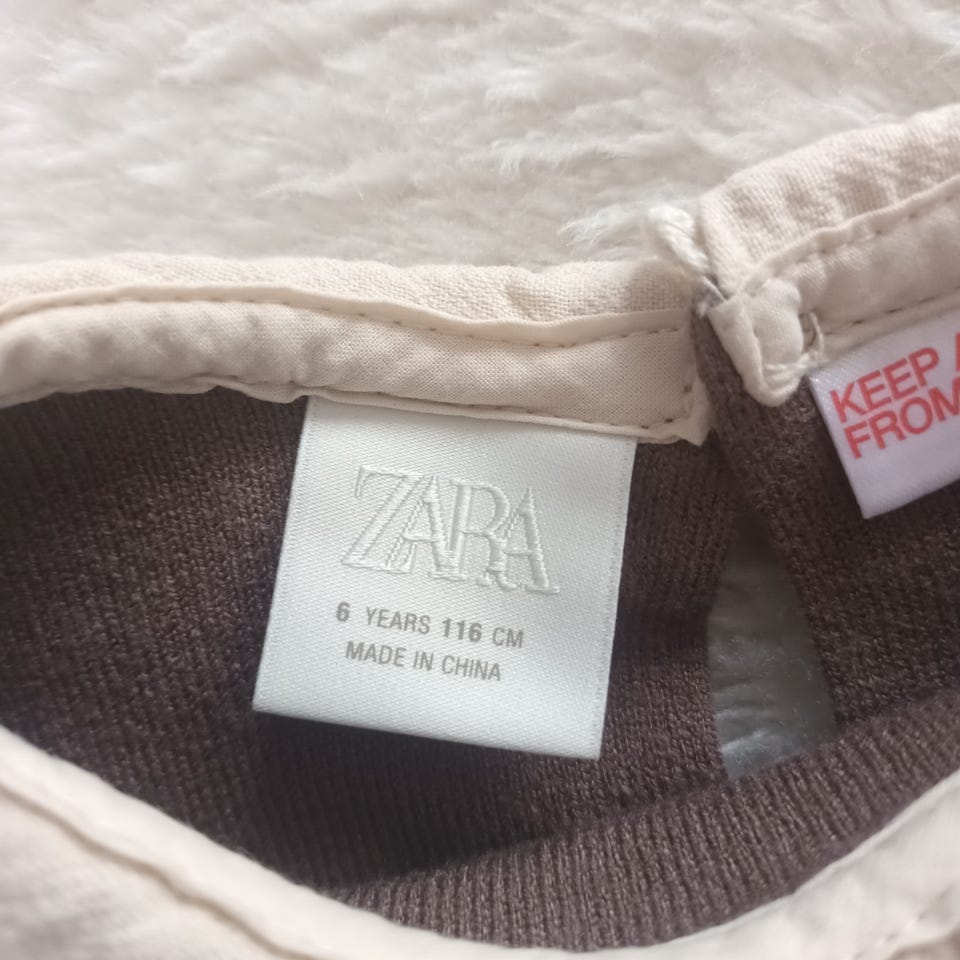 ZARA
6 YEARS 116 CM
MADE IN CHINA
KEEP
FROM